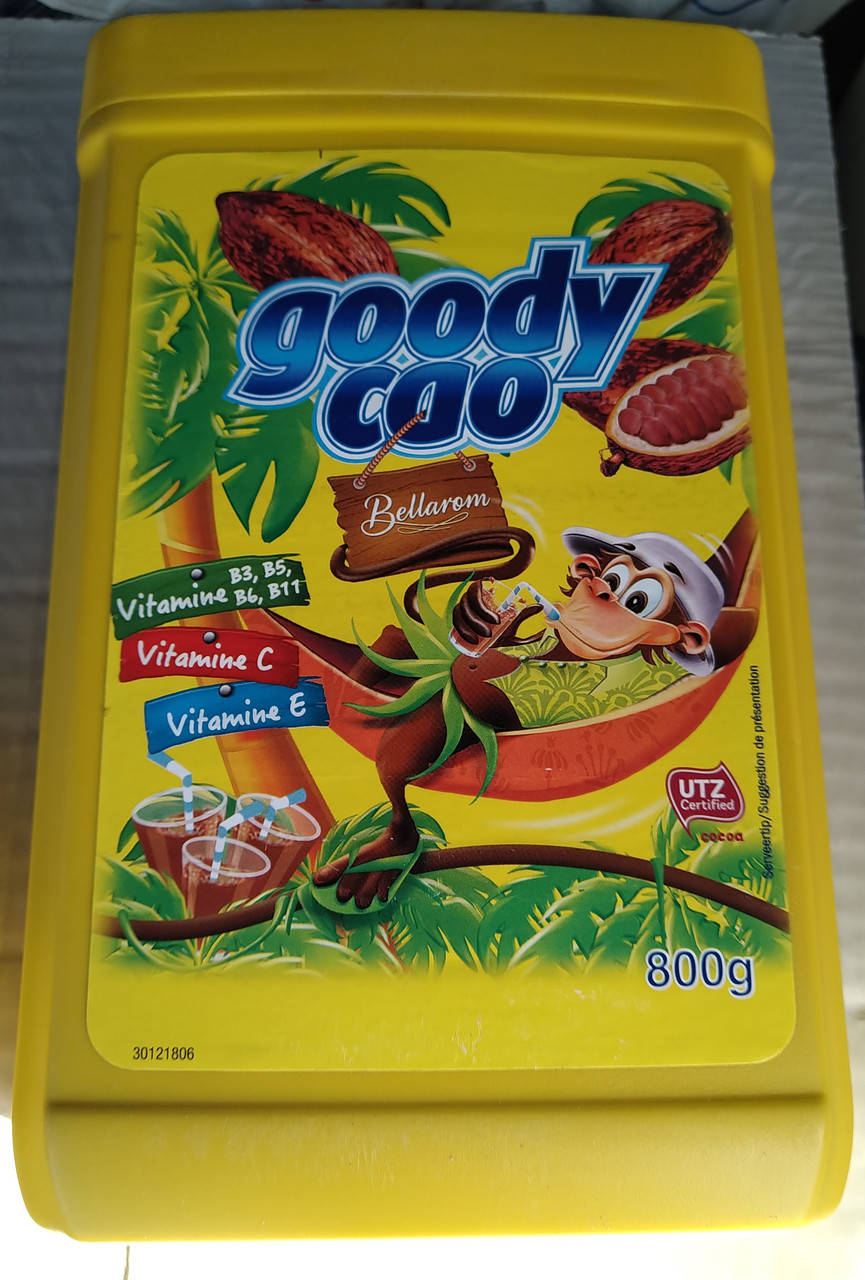 goody
cao
Bellarom
Vitamine B3, B5,
B6, B11
Vitamine C
Vitamine E
UTZ
Certified
cocoa
Serveertip/Suggestion de présentation
800g
30121806